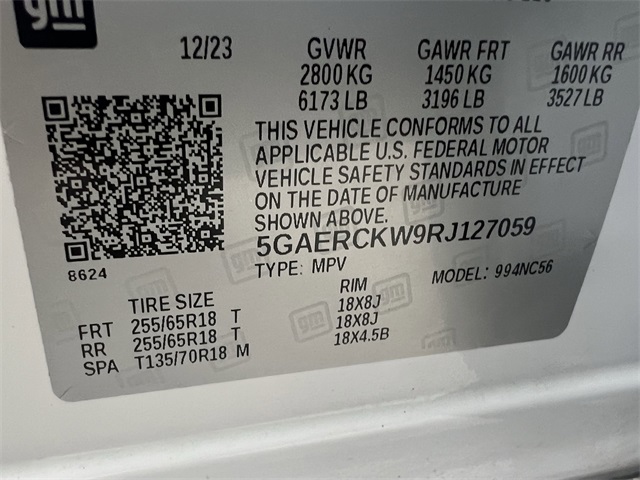 gm
12/23 GVWR GAWR FRT GAWR RR
2800 KG 1450 KG 1600 KG
6173 LB 3196 LB 3527 LB
THIS VEHICLE CONFORMS TO ALL
APPLICABLE U.S. FEDERAL MOTOR
VEHICLE SAFETY STANDARDS IN EFFECT
ON THE DATE OF MANUFACTURE
SHOWN ABOVE.
5GAERCKW9RJ127059
8624
TYPE: MPV MODEL: 994NC56
TIRE SIZE RIM
FRT 255/65R18 T 18X8J
RR 255/65R18 T 18X8J
SPA T135/70R18 M 18X4.5B